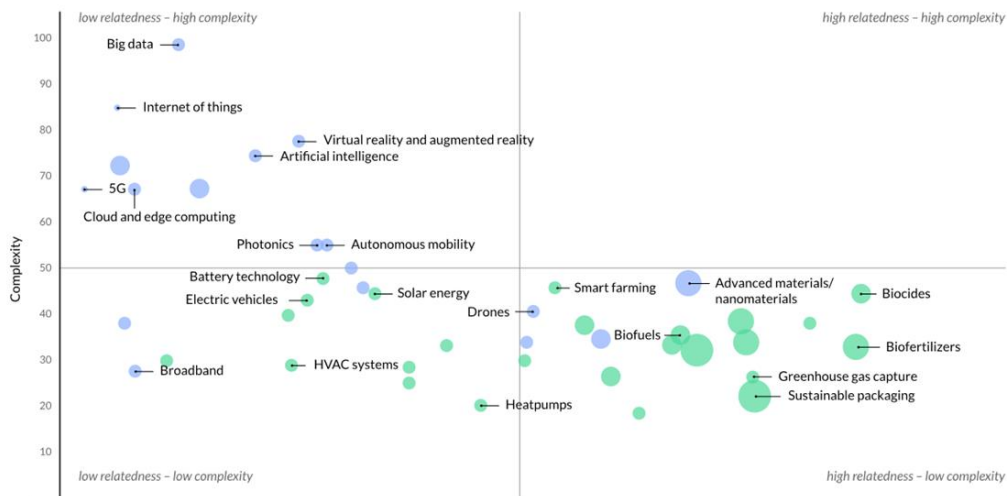 low relatedness – high complexity
high relatedness – high complexity
100
Big data
90
Internet of things
80
Virtual reality and augmented reality
Artificial intelligence
70
5G
Cloud and edge computing
60
Photonics
Autonomous mobility
Complexity
50
Battery technology
Solar energy
Smart farming
Advanced materials/
nanomaterials
Biocides
Electric vehicles
40
Drones
Biofuels
Biofertilizers
30
Broadband
HVAC systems
Greenhouse gas capture
20
Heatpumps
Sustainable packaging
10
low relatedness – low complexity
high relatedness – low complexity